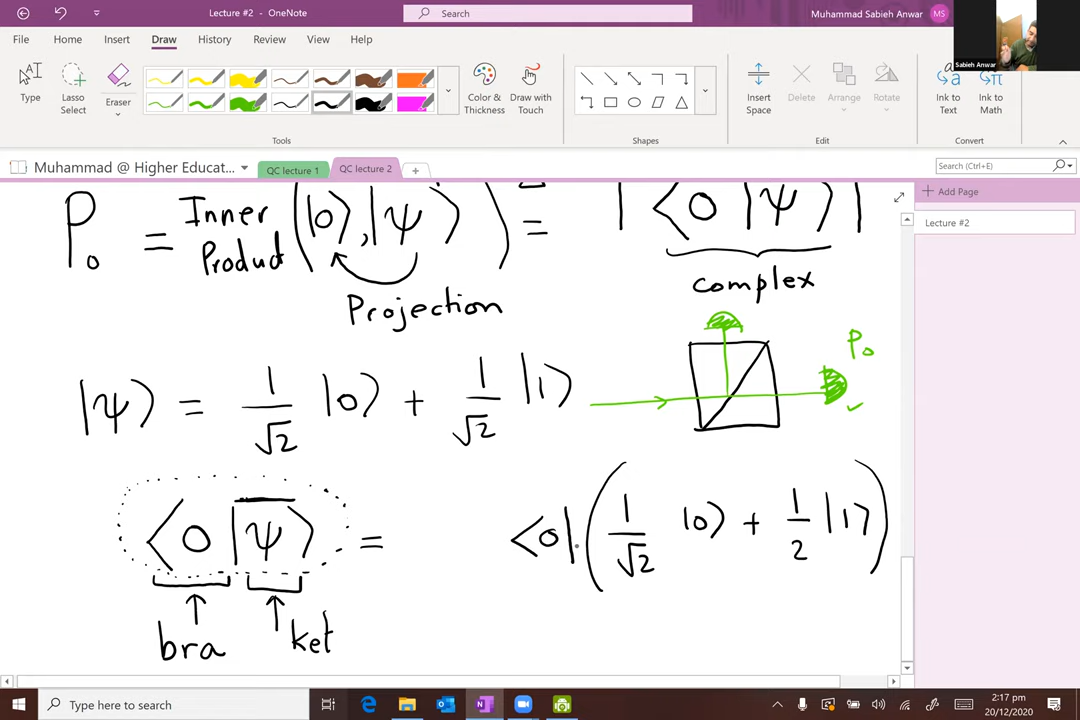 Lecture #2 - OneNote
Search
Muhammad Sabieh Anwar
MS
File Home Insert Draw History Review View Help
Type
Lasso Select
Eraser
Color & Thickness
Draw with Touch
Insert Space
Delete
Arrange
Rotate
Ink to Text
Ink to Math
Tools
Shapes
Edit
Convert
Sabieh Anwar
Muhammad @ Higher Educat...
QC lecture 1
QC lecture 2
Search (Ctrl+E)
Add Page
Lecture #2
P₀ = Inner Product (|0⟩, |ψ⟩) = |⟨0|ψ⟩|
Projection
complex
P₀
|ψ⟩ = 1/√2 |0⟩ + 1/√2 |1⟩
⟨0|ψ⟩ = ⟨0|·(1/√2 |0⟩ + 1/2 |1⟩)
bra
ket
Type here to search
2:17 pm
20/12/2020